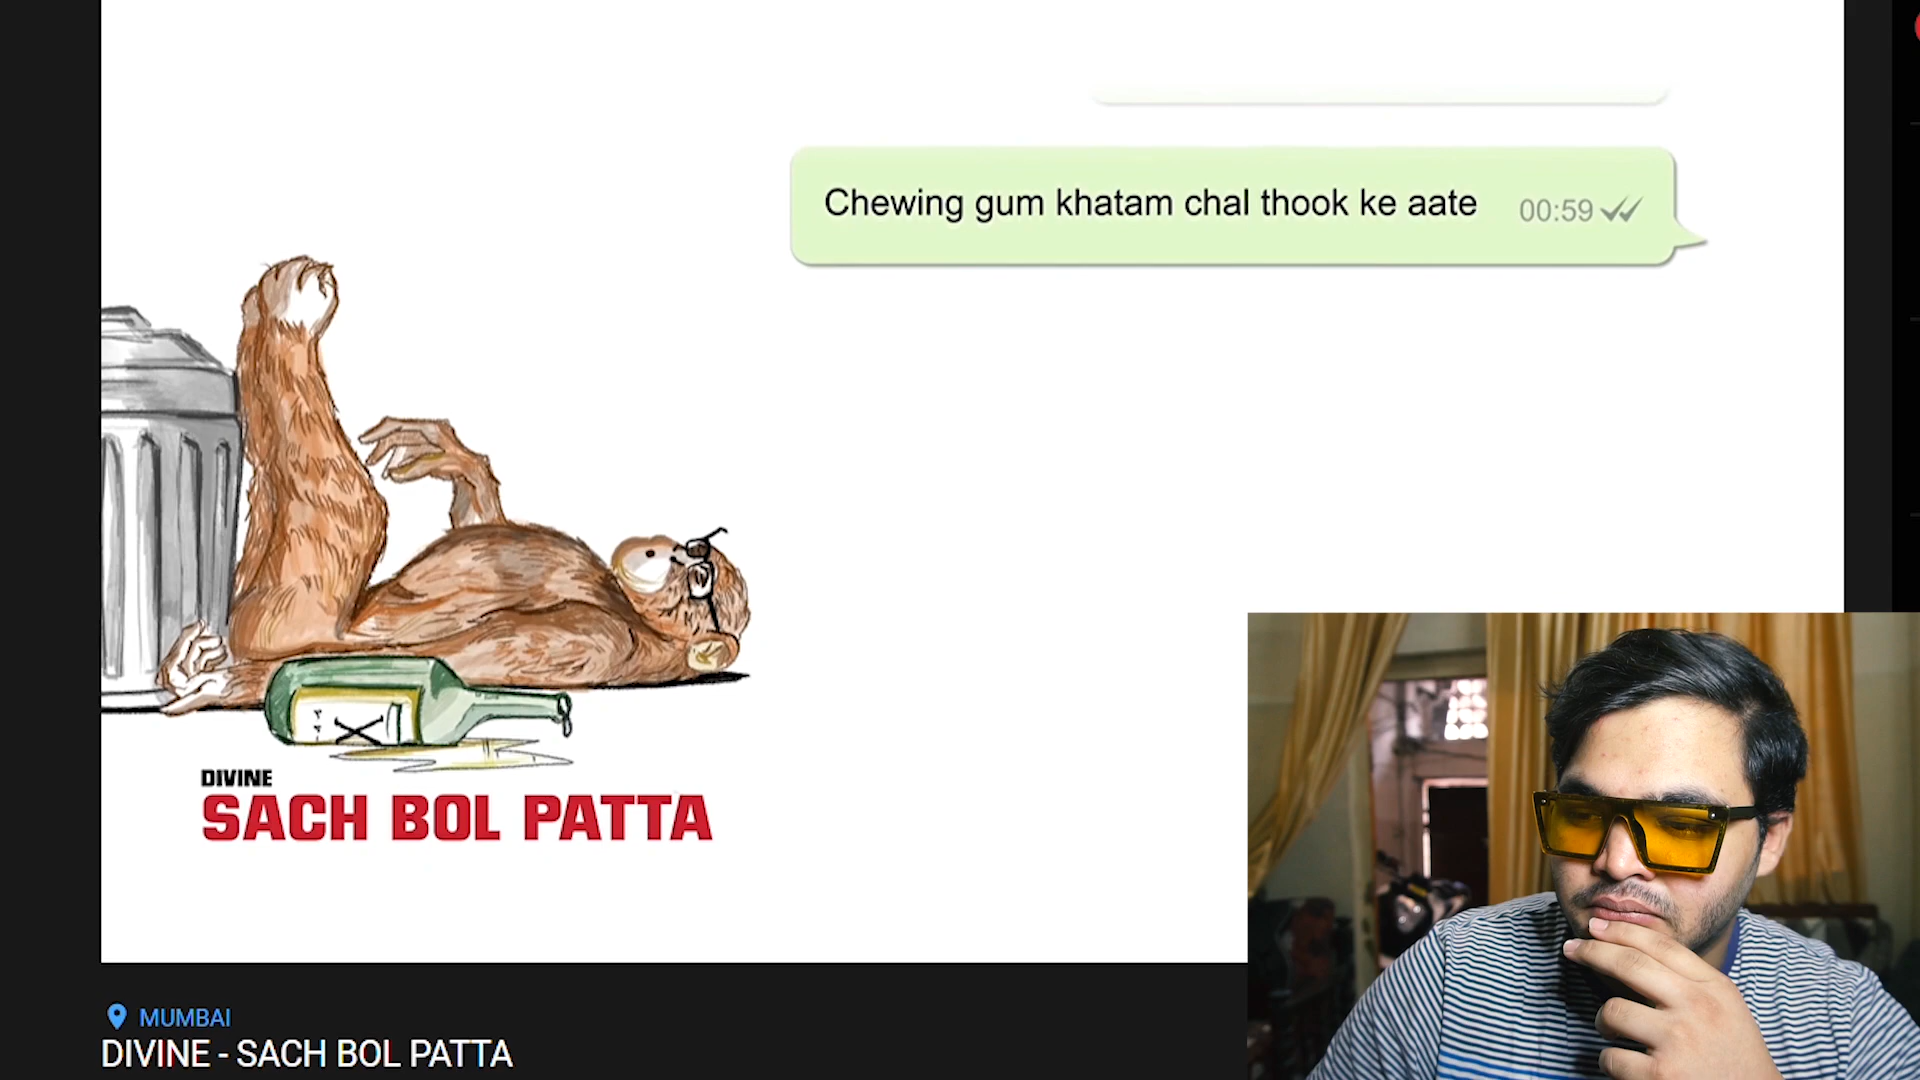 Chewing gum khatam chal thook ke aate 00:59
DIVINE
SACH BOL PATTA
MUMBAI
DIVINE - SACH BOL PATTA